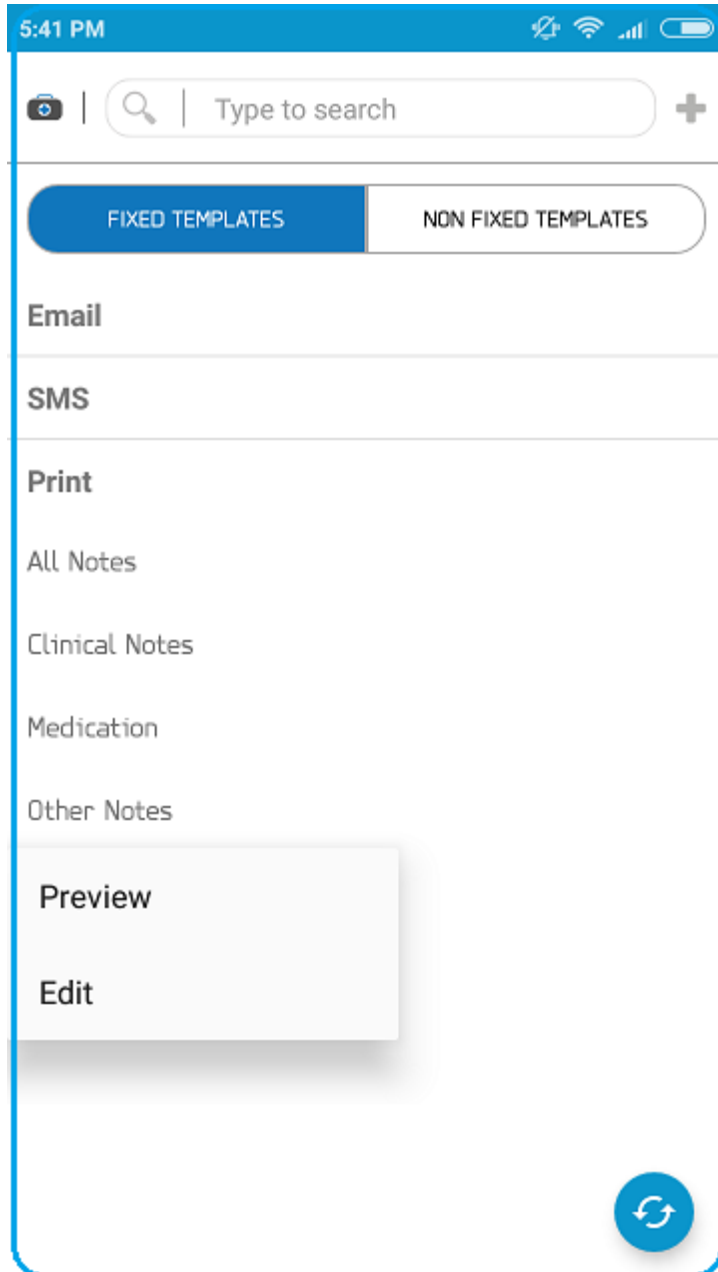 5:41 PM
Type to search
FIXED TEMPLATES NON FIXED TEMPLATES
Email
SMS
Print
All Notes
Clinical Notes
Medication
Other Notes
Preview
Edit